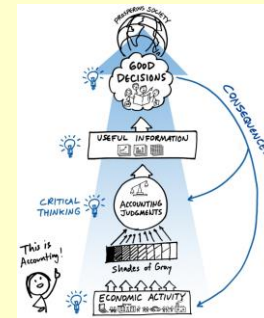 PROSPERING SOCIETY
GOOD
DECISIONS
CONSEQUENCES
USEFUL INFORMATION
CRITICAL
THINKING
ACCOUNTING
JUDGMENTS
Shades of Gray
This is
Accounting!
ECONOMIC ACTIVITY